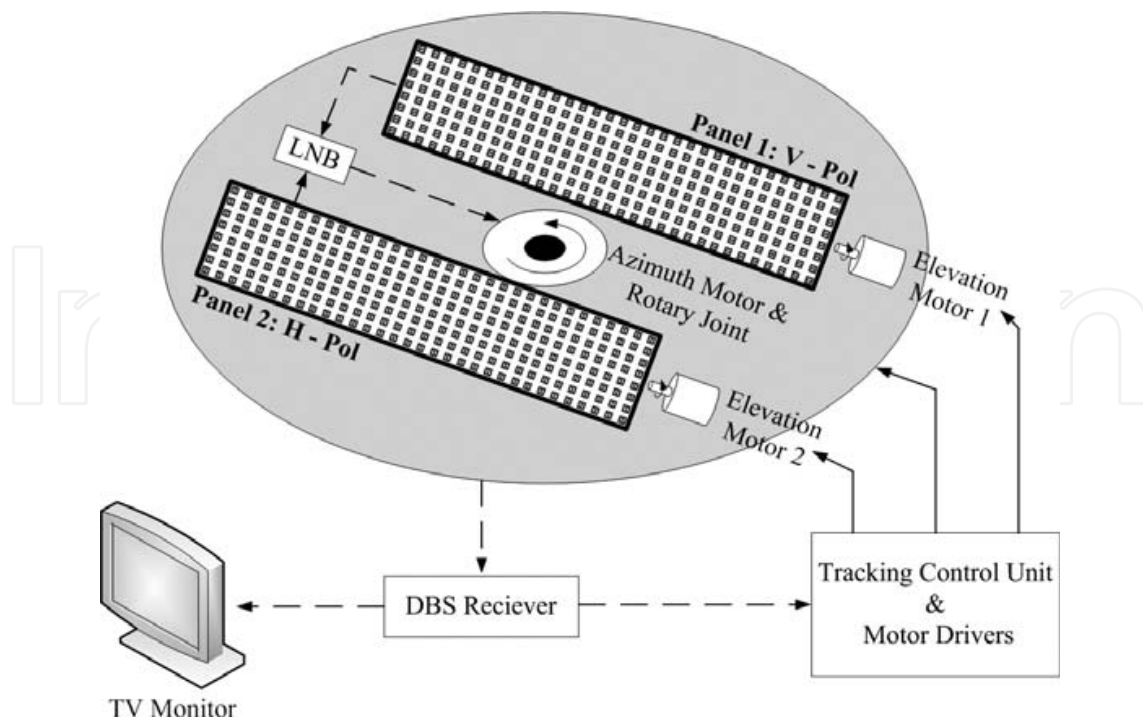 Panel 1: V - Pol
LNB
Azimuth Motor &
Rotary Joint
Elevation
Motor 1
Panel 2: H - Pol
Elevation
Motor 2
Tracking Control Unit
&
Motor Drivers
DBS Reciever
TV Monitor